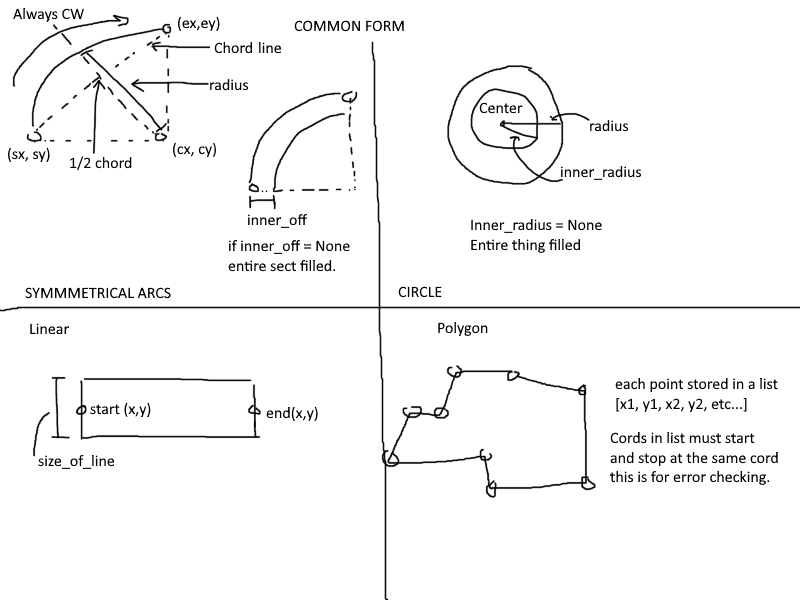 Always CW
(ex,ey)
COMMON FORM
Chord line
radius
(sx, sy)
1/2 chord
(cx, cy)
inner_off
if inner_off = None
entire sect filled.
SYMMMETRICAL ARCS
Center
radius
inner_radius
Inner_radius = None
Entire thing filled
CIRCLE
Linear
start (x,y)
end(x,y)
size_of_line
Polygon
each point stored in a list
[x1, y1, x2, y2, etc...]
Cords in list must start
and stop at the same cord
this is for error checking.